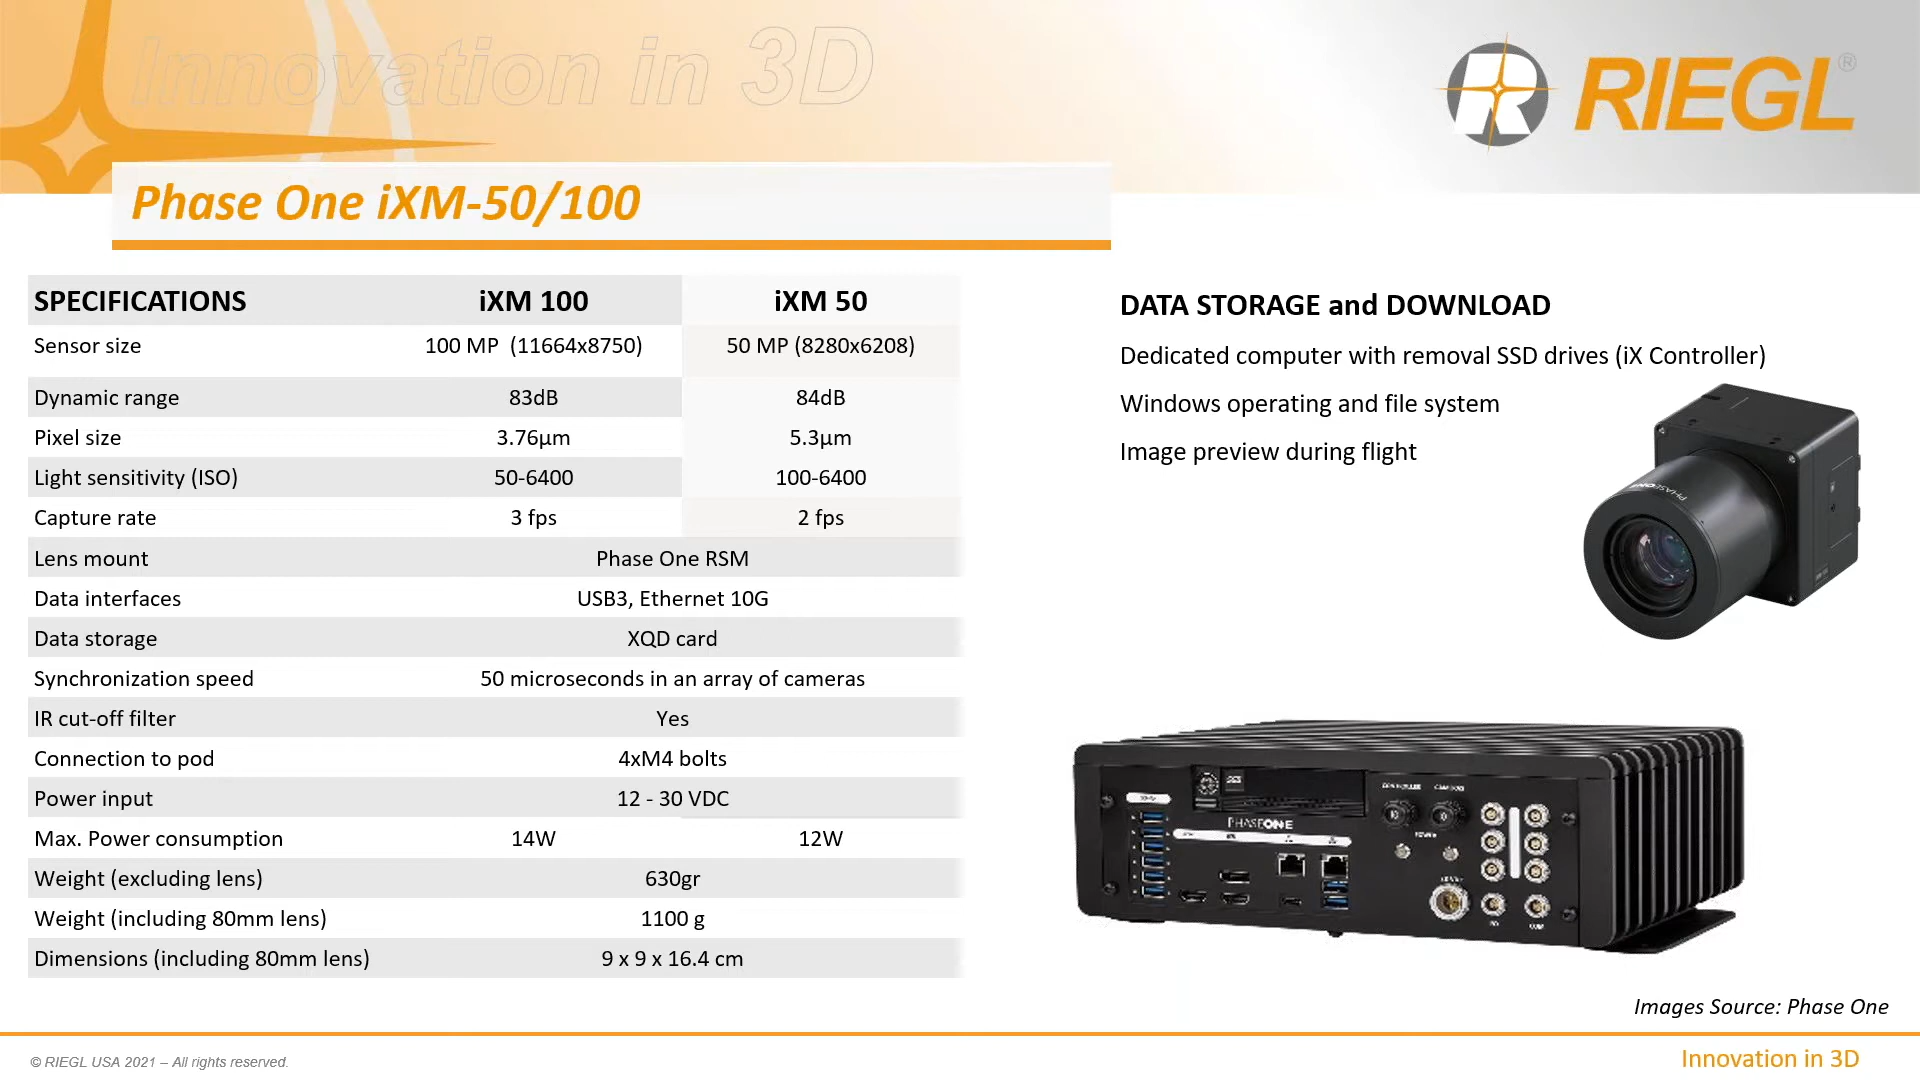 Innovation in 3D
RIEGL®
Phase One iXM-50/100
SPECIFICATIONS iXM 100 iXM 50
Sensor size 100 MP (11664x8750) 50 MP (8280x6208)
Dynamic range 83dB 84dB
Pixel size 3.76µm 5.3µm
Light sensitivity (ISO) 50-6400 100-6400
Capture rate 3 fps 2 fps
Lens mount Phase One RSM
Data interfaces USB3, Ethernet 10G
Data storage XQD card
Synchronization speed 50 microseconds in an array of cameras
IR cut-off filter Yes
Connection to pod 4xM4 bolts
Power input 12 - 30 VDC
Max. Power consumption 14W 12W
Weight (excluding lens) 630gr
Weight (including 80mm lens) 1100 g
Dimensions (including 80mm lens) 9 x 9 x 16.4 cm
DATA STORAGE and DOWNLOAD
Dedicated computer with removal SSD drives (iX Controller)
Windows operating and file system
Image preview during flight
PHASEONE
PHASEONE
POWER
I/O
COM
Images Source: Phase One
© RIEGL USA 2021 – All rights reserved.
Innovation in 3D